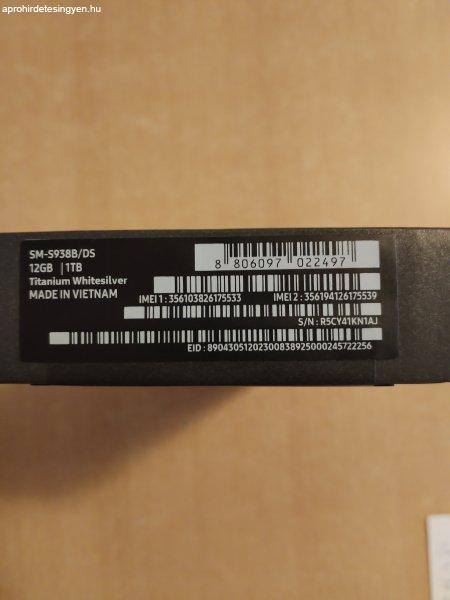 aprohirdetesingyen.hu
SM-S938B/DS
12GB | 1TB
Titanium Whitesilver
MADE IN VIETNAM
8 806097 022497
IMEI 1 : 356103826175533 IMEI 2 : 356194126175539
S/N : R5CY41KN1AJ
EID : 89043051202300838925000245722256